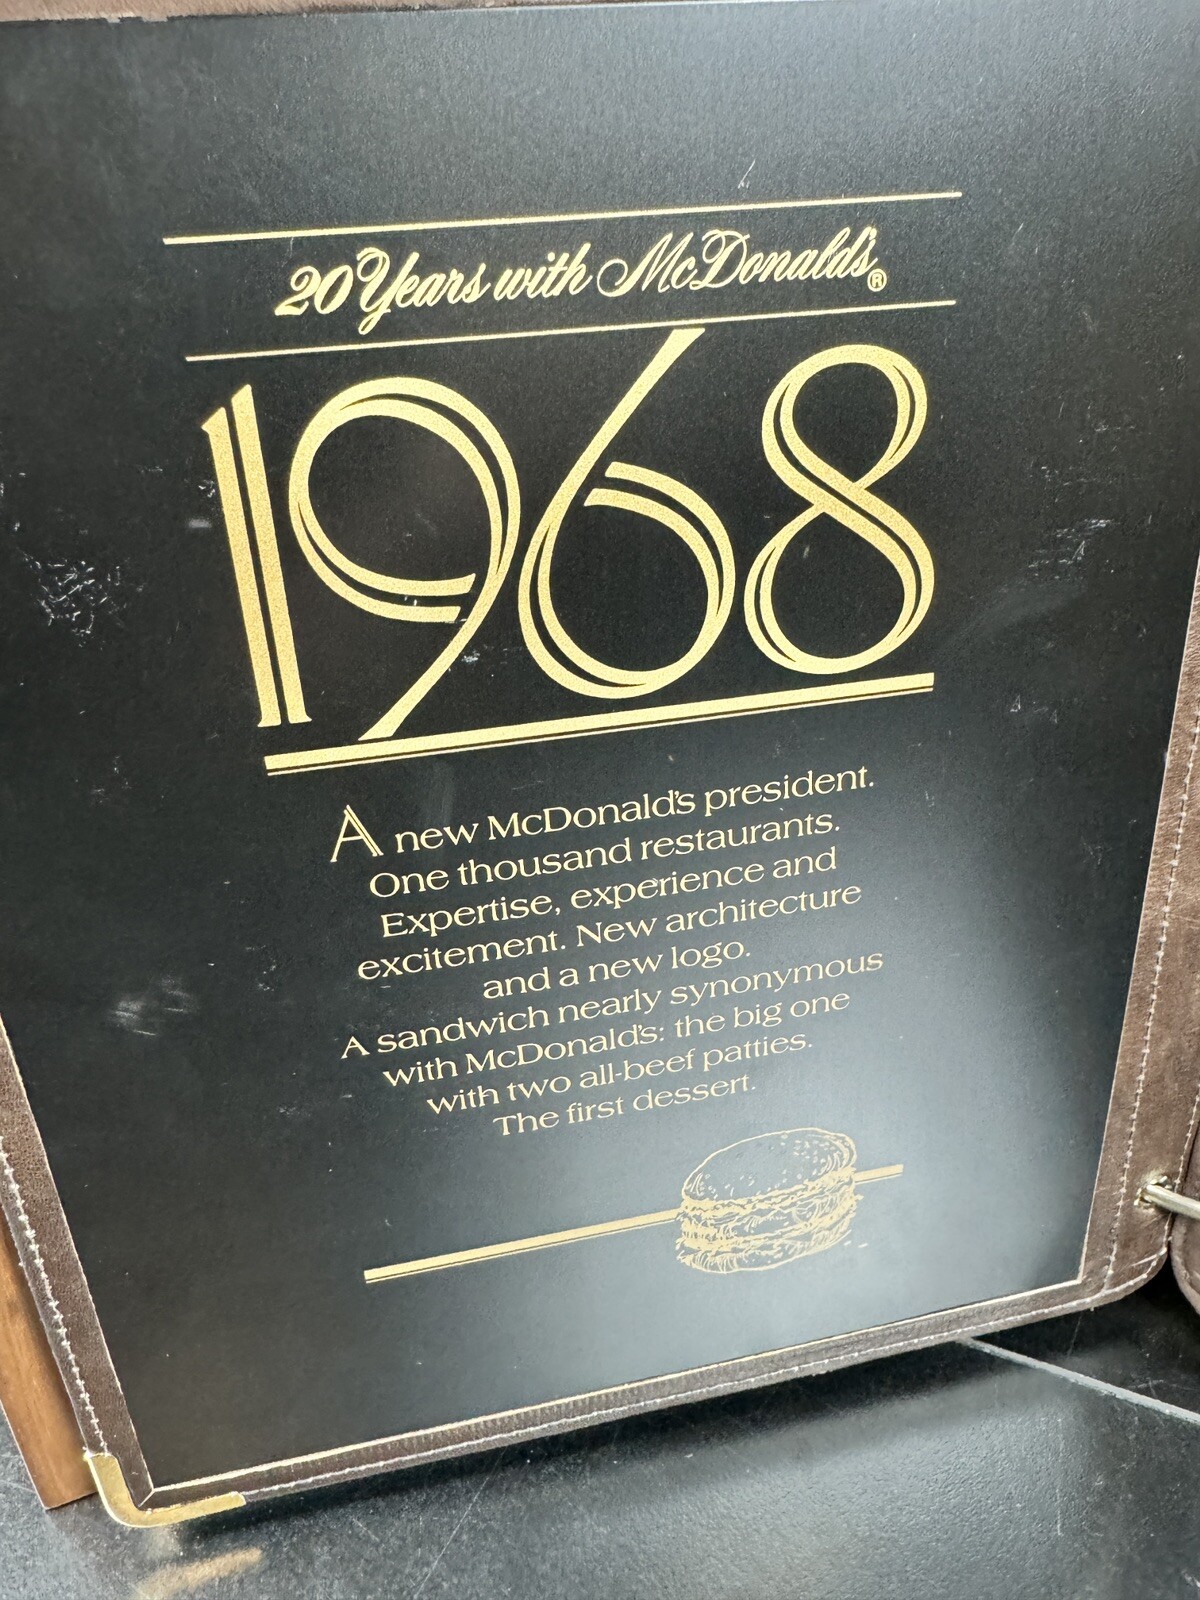 20 Years with McDonald's®
1968
A new McDonald's president.
One thousand restaurants.
Expertise, experience and
excitement. New architecture
and a new logo.
A sandwich nearly synonymous
with McDonald's: the big one
with two all-beef patties.
The first dessert.